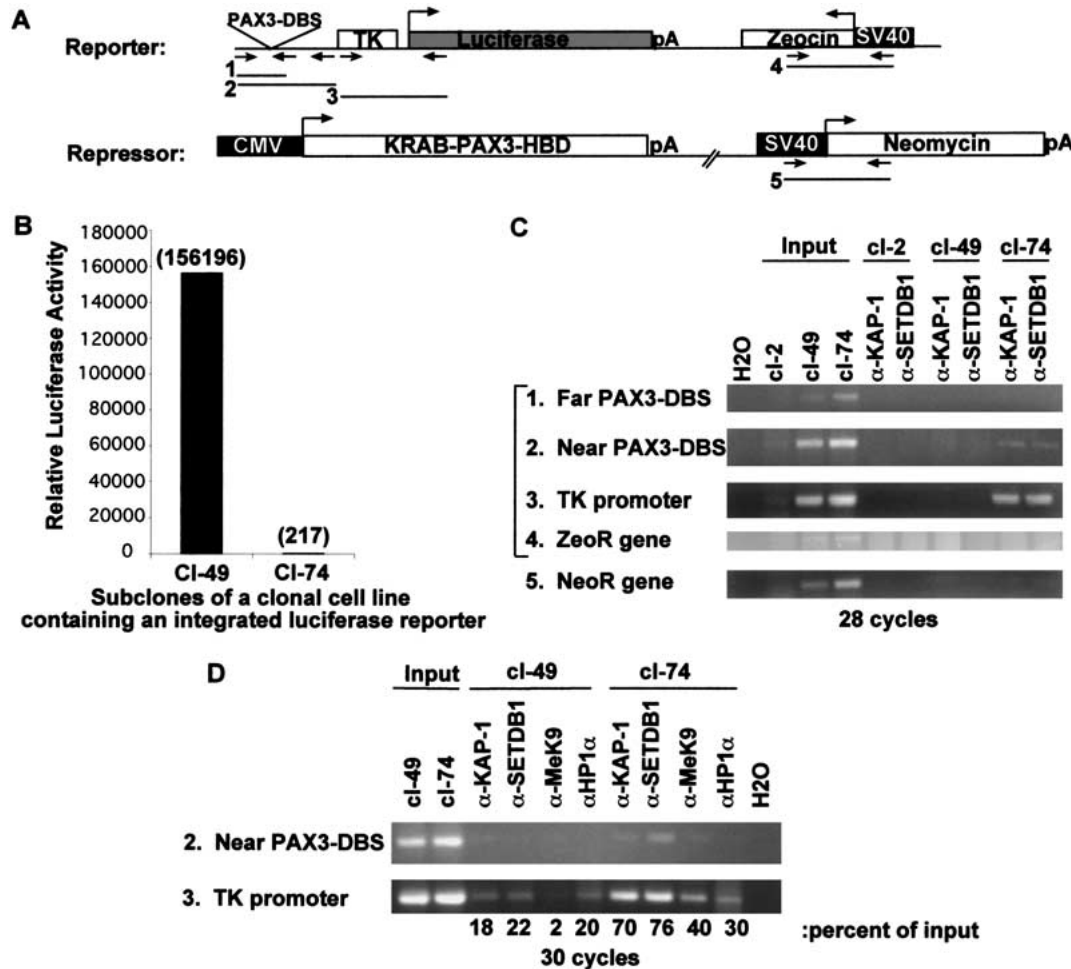 A
PAX3-DBS
Reporter:
TK
Luciferase
pA
Zeocin
SV40
1
2
3
4
Repressor:
CMV
KRAB-PAX3-HBD
pA
SV40
Neomycin
pA
5
B
Relative Luciferase Activity
180000
160000
140000
120000
100000
80000
60000
40000
20000
0
(156196)
(217)
Cl-49
Cl-74
Subclones of a clonal cell line
containing an integrated luciferase reporter
C
Input
cl-2
cl-49
cl-74
H2O
cl-2
cl-49
cl-74
α-KAP-1
α-SETDB1
α-KAP-1
α-SETDB1
α-KAP-1
α-SETDB1
1. Far PAX3-DBS
2. Near PAX3-DBS
3. TK promoter
4. ZeoR gene
5. NeoR gene
28 cycles
D
Input
cl-49
cl-74
cl-49
cl-74
α-KAP-1
α-SETDB1
α-MeK9
αHP1α
α-KAP-1
α-SETDB1
α-MeK9
αHP1α
H2O
2. Near PAX3-DBS
3. TK promoter
18 22 2 20 70 76 40 30 :percent of input
30 cycles